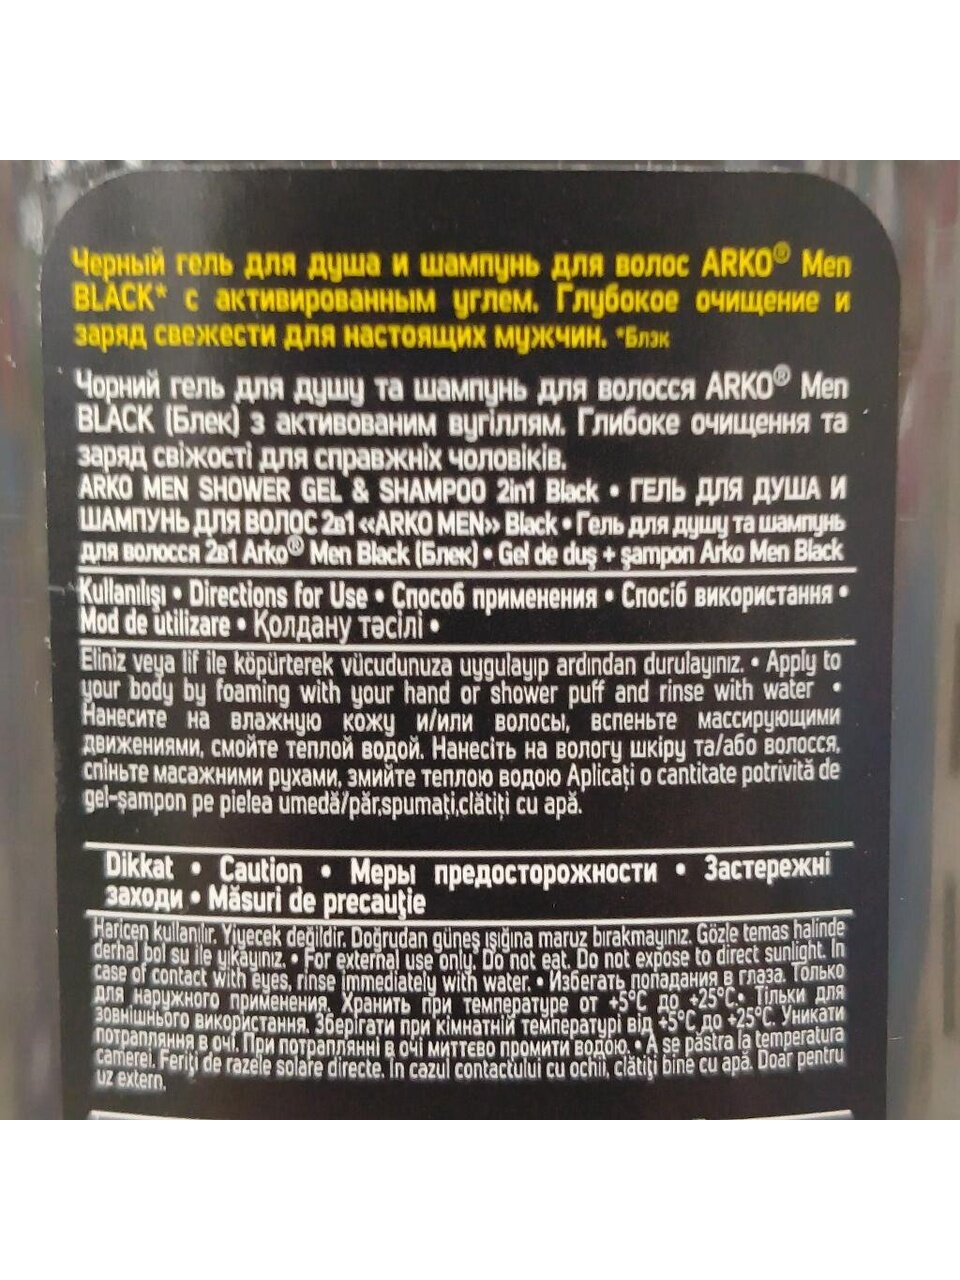 Черный гель для душа и шампунь для волос ARKO® Men
BLACK* с активированным углем. Глубокое очищение и
заряд свежести для настоящих мужчин. *Блэк
Чорний гель для душу та шампунь для волосся ARKO® Men
BLACK (Блек) з активованим вугіллям. Глибоке очищення та
заряд свіжості для справжніх чоловіків.
ARKO MEN SHOWER GEL & SHAMPOO 2in1 Black • ГЕЛЬ ДЛЯ ДУША И
ШАМПУНЬ ДЛЯ ВОЛОС 2в1 «ARKO MEN» Black • Гель для душу та шампунь
для волосся 2в1 Arko® Men Black (Блек) • Gel de duş + şampon Arko Men Black
Kullanılışı • Directions for Use • Способ применения • Спосіб використання •
Mod de utilizare • Қолдану тәсілі •
Eliniz veya lif ile köpürterek vücudunuza uygulayıp ardından durulayınız. • Apply to
your body by foaming with your hand or shower puff and rinse with water •
Нанесите на влажную кожу и/или волосы, вспеньте массирующими
движениями, смойте теплой водой. Нанесіть на вологу шкіру та/або волосся,
спіньте масажними рухами, змийте теплою водою Aplicați o cantitate potrivită de
gel-şampon pe pielea umedă/păr,spumați,clătiți cu apă.
Dikkat • Caution • Меры предосторожности • Застережні
заходи • Măsuri de precauţie
Haricen kullanılır. Yiyecek değildir. Doğrudan güneş ışığına maruz bırakmayınız. Gözle temas halinde
derhal bol su ile yıkayınız. • For external use only. Do not eat. Do not expose to direct sunlight. In
case of contact with eyes, rinse immediately with water. • Избегать попадания в глаза. Только
для наружного применения. Хранить при температуре от +5°C до +25°C. Тільки для
зовнішнього використання. Зберігати при кімнатній температурі від +5°C до +25°C. Уникати
потрапляння в очі. При потраплянні в очі миттєво промити водою. • A se păstra la temperatura
camerei. Feriţi de razele solare directe. În cazul contactului cu ochii, clătiţi bine cu apă. Doar pentru
uz extern.